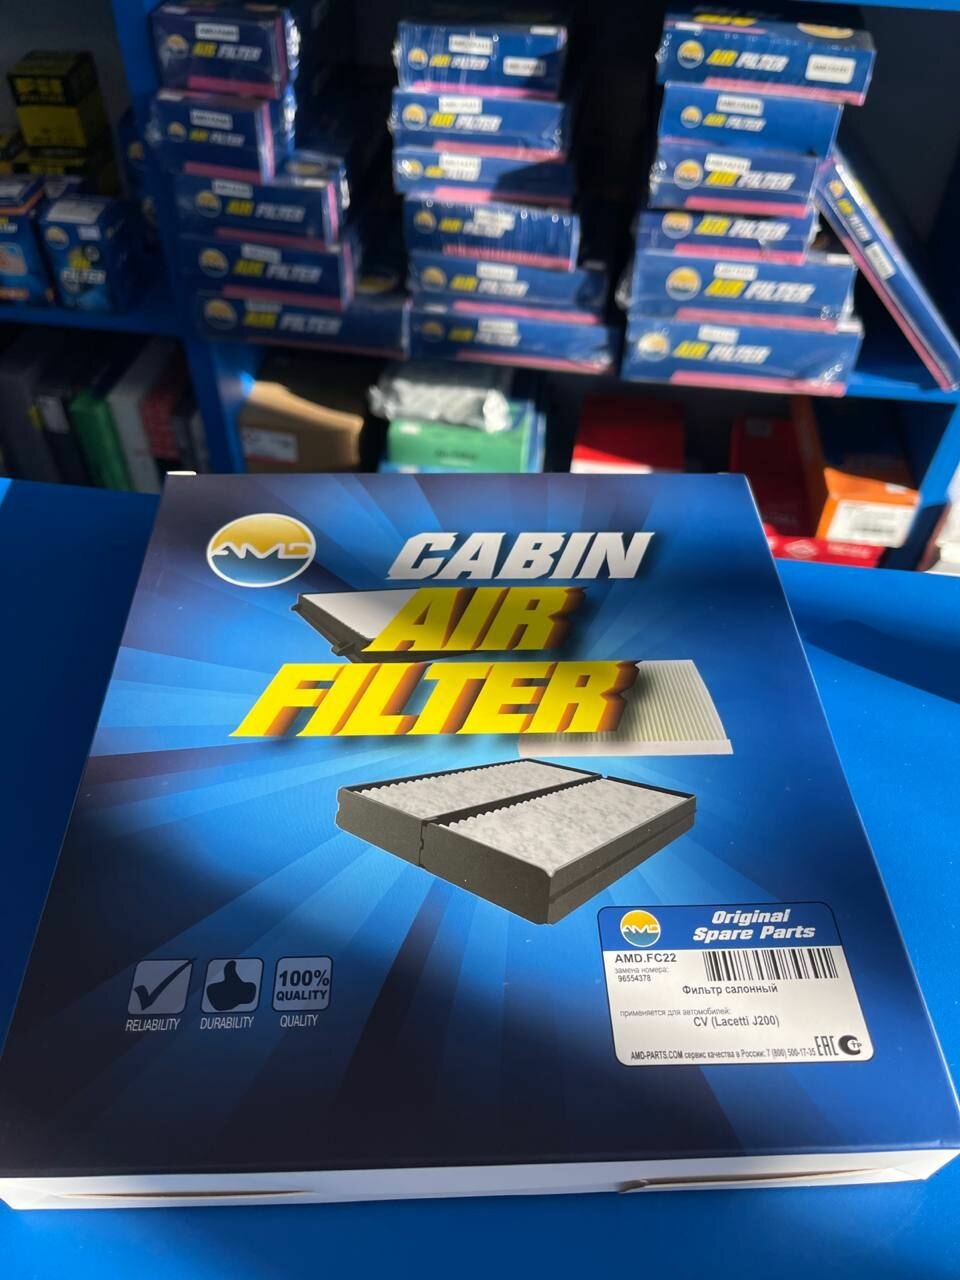 AIR FILTER
AIR FILTER
AIR FILTER
AIR FILTER
AIR FILTER
AIR FILTER
AIR FILTER
AIR FILTER
AIR FILTER
AIR FILTER
AIR FILTER
AIR FILTER
FILTER
AMD
CABIN
AIR
FILTER
RELIABILITY
DURABILITY
100%
QUALITY
QUALITY
AMD
Original
Spare Parts
AMD.FC22
замена номера:
96554378
Фильтр салонный
применяется для автомобилей:
CV (Lacetti J200)
AMD-PARTS.COM сервис качества в России: 7 (800) 500-17-35
EAC
ТР